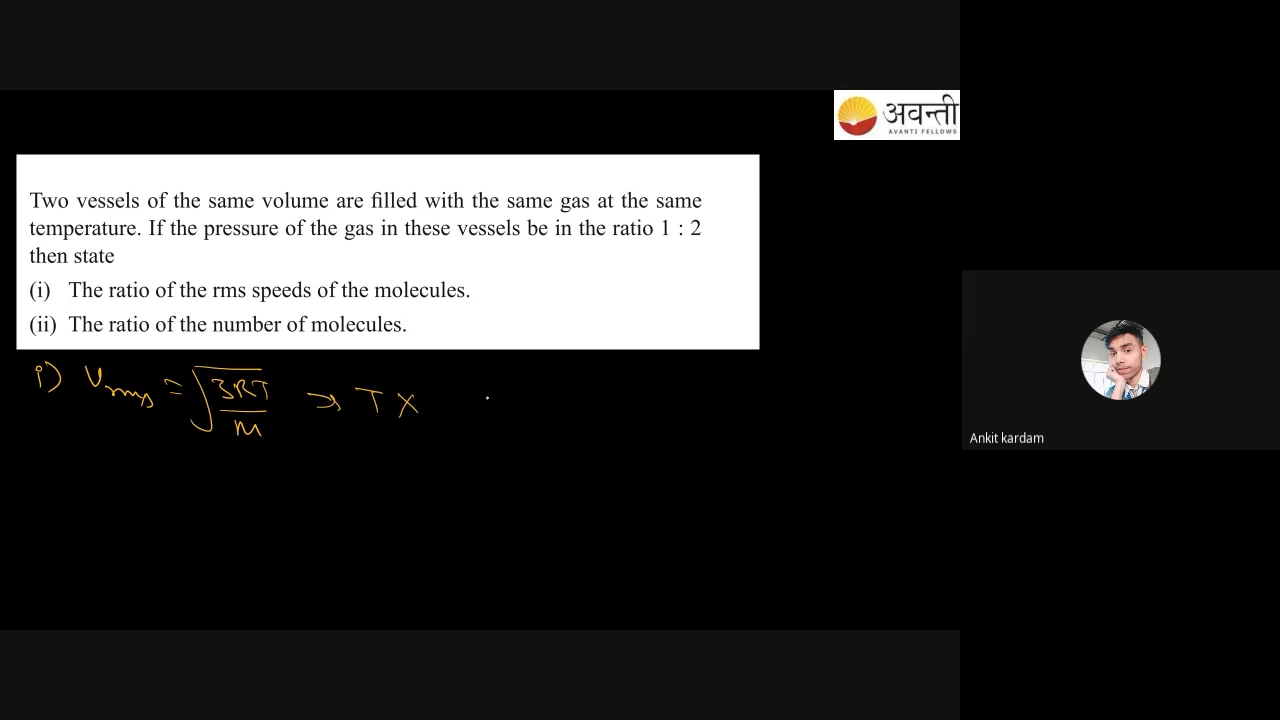 अवन्ती
AVANTI FELLOWS
Two vessels of the same volume are filled with the same gas at the same
temperature. If the pressure of the gas in these vessels be in the ratio 1 : 2
then state
(i) The ratio of the rms speeds of the molecules.
(ii) The ratio of the number of molecules.
i) Vrms = √3RT/M → T X
Ankit kardam